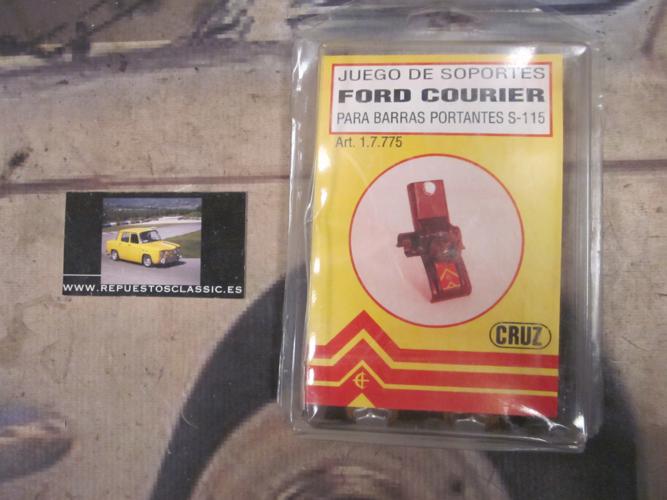 JUEGO DE SOPORTES
FORD COURIER
PARA BARRAS PORTANTES S-115
Art. 1.7.775
CRUZ
WWW.REPUESTOSCLASSIC.ES